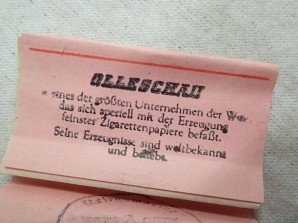 OLLESCHAU
eines der größten Unternehmen der Welt,
das sich speziell mit der Erzeugung
feinster Zigarettenpapiere befaßt.
Seine Erzeugnisse sind weltbekannt
und beliebt.